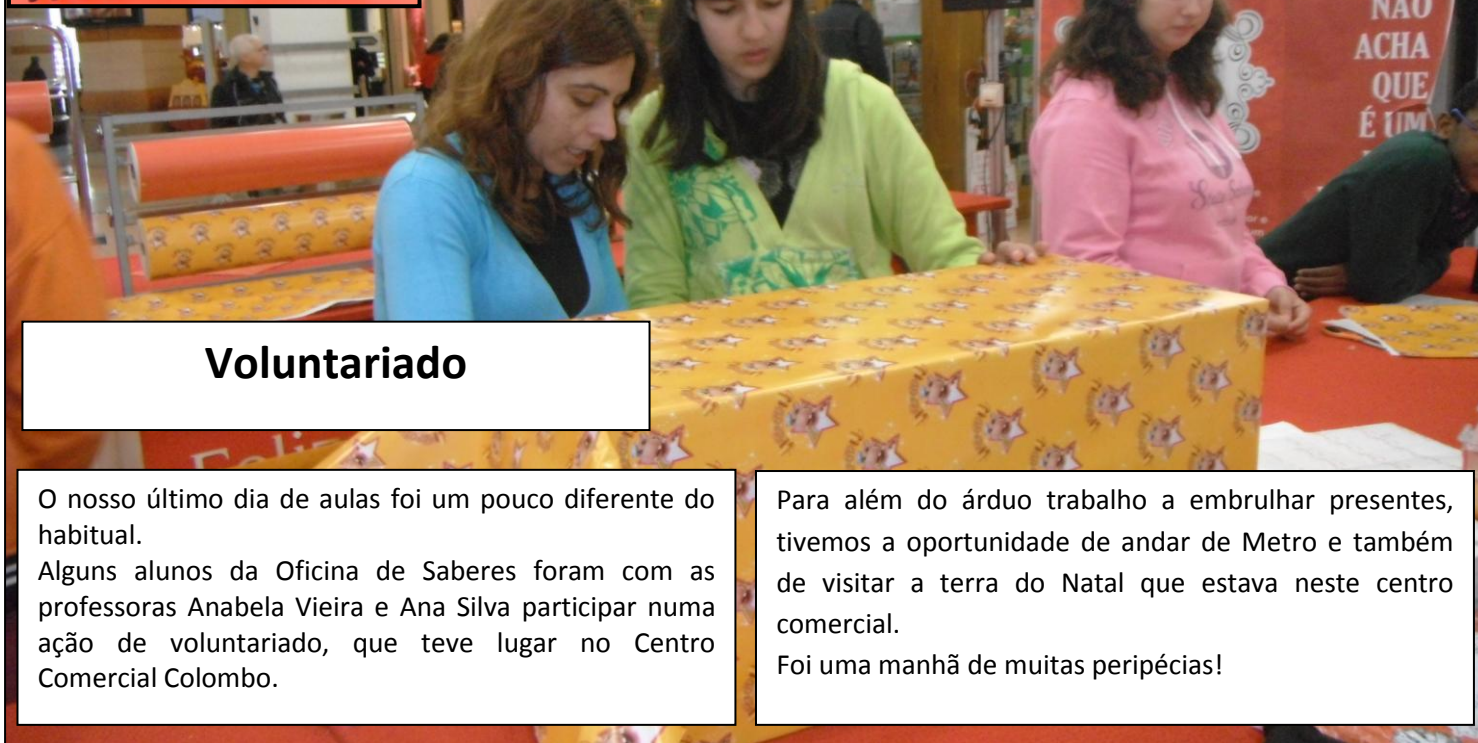 NÃO
ACHA
QUE
É UM
Voluntariado
Feliz
O nosso último dia de aulas foi um pouco diferente do
habitual.
Alguns alunos da Oficina de Saberes foram com as
professoras Anabela Vieira e Ana Silva participar numa
ação de voluntariado, que teve lugar no Centro
Comercial Colombo.
Para além do árduo trabalho a embrulhar presentes,
tivemos a oportunidade de andar de Metro e também
de visitar a terra do Natal que estava neste centro
comercial.
Foi uma manhã de muitas peripécias!